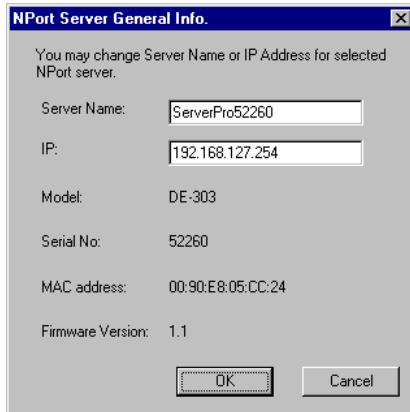 NPort Server General Info.
You may change Server Name or IP Address for selected
NPort server.
Server Name: ServerPro52260
IP: 192.168.127.254
Model: DE-303
Serial No: 52260
MAC address: 00:90:E8:05:CC:24
Firmware Version: 1.1
OK Cancel